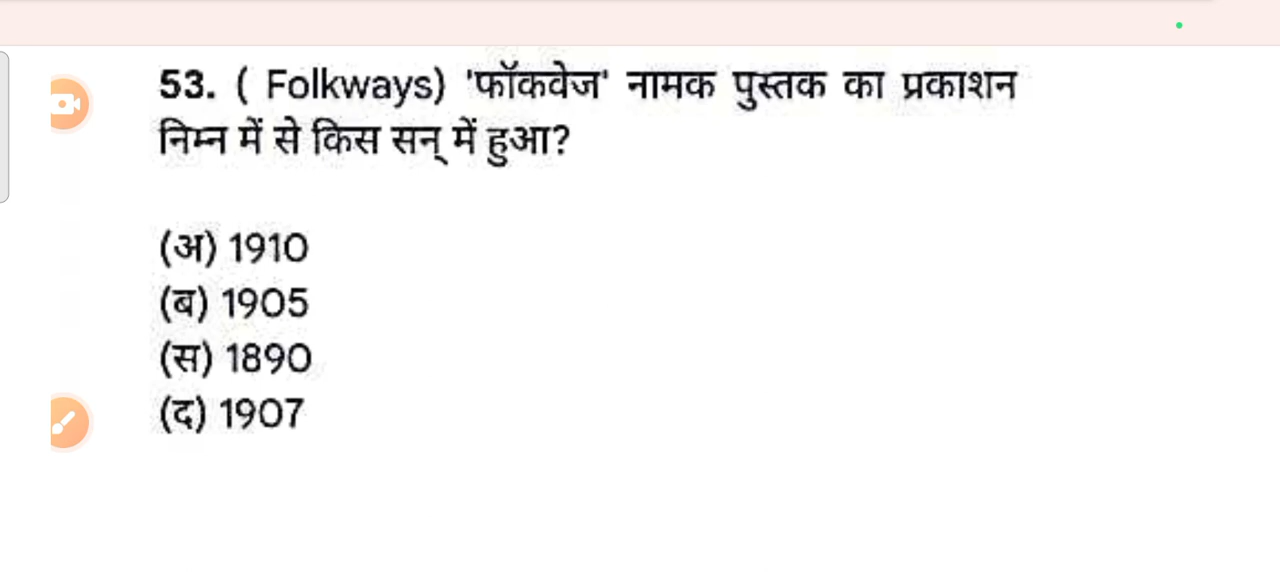 53. ( Folkways) 'फॉकवेज' नामक पुस्तक का प्रकाशन
निम्न में से किस सन् में हुआ?
(अ) 1910
(ब) 1905
(स) 1890
(द) 1907